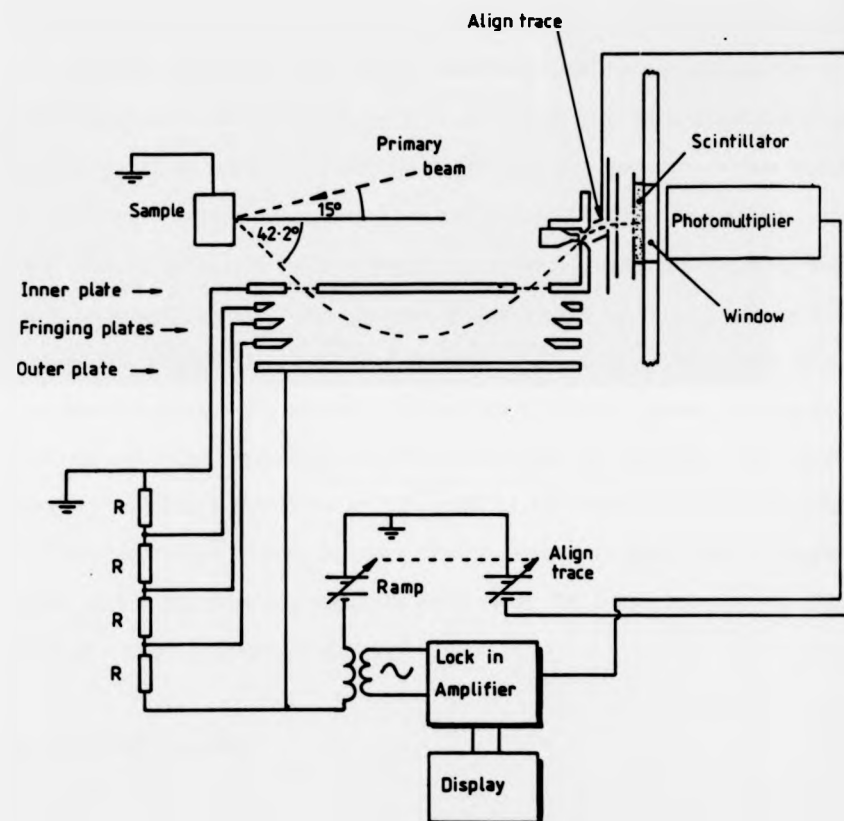 Align trace
Scintillator
Primary
beam
Sample
15°
42·2°
Photomultiplier
Inner plate
Window
Fringing plates
Outer plate
R
R
R
R
Ramp
Align
trace
Lock in
Amplifier
Display